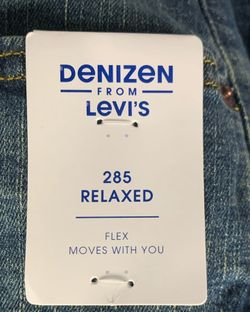 DENIZEN
FROM
LEVI'S
285
RELAXED
FLEX
MOVES WITH YOU